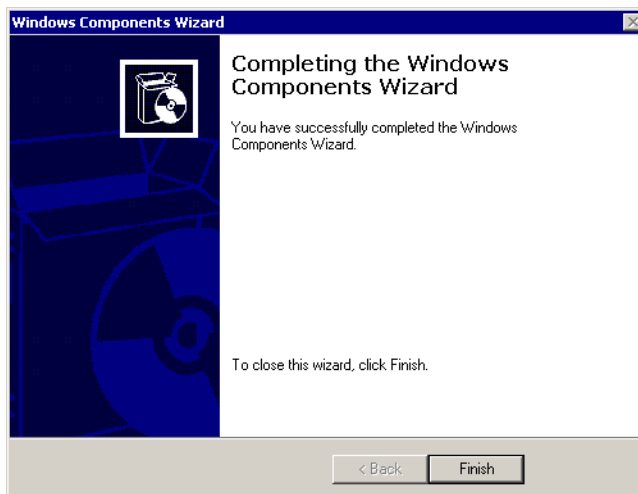 Windows Components Wizard
Completing the Windows
Components Wizard
You have successfully completed the Windows
Components Wizard.
To close this wizard, click Finish.
< Back
Finish